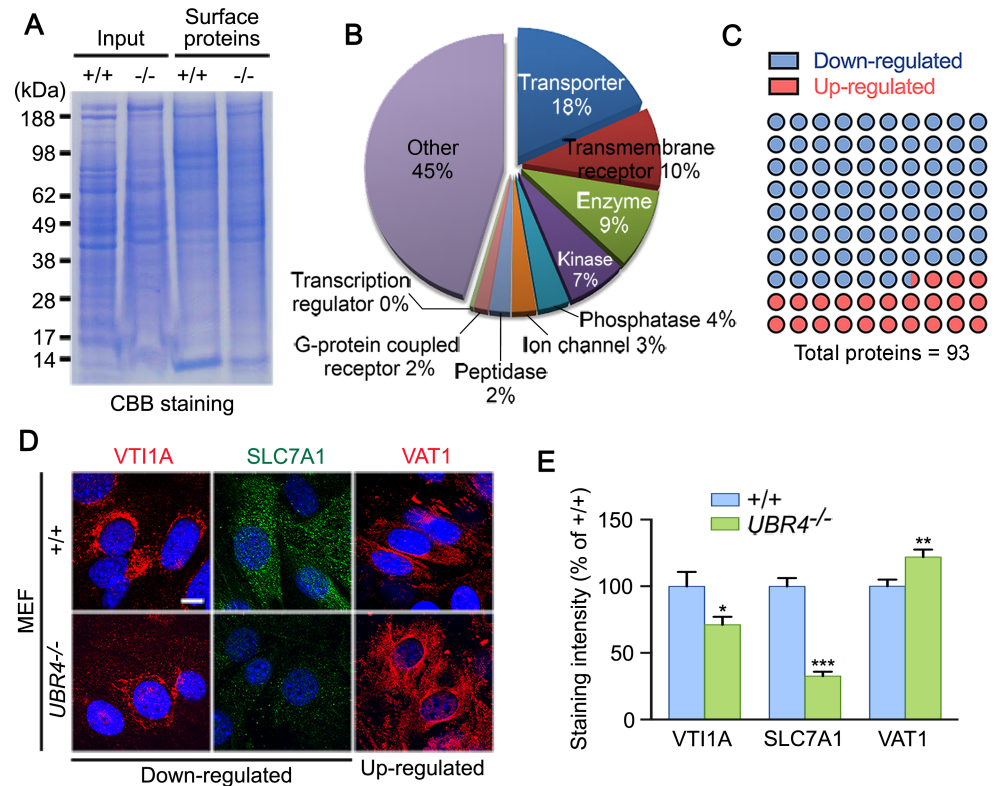 A
Input
Surface
proteins
+/+
-/-
+/+
-/-
(kDa)
188
98
62
49
38
28
17
14
CBB staining
B
Transporter
18%
Transmembrane
receptor 10%
Enzyme
9%
Kinase
7%
Phosphatase 4%
Ion channel 3%
Peptidase
2%
G-protein coupled
receptor 2%
Transcription
regulator 0%
Other
45%
C
Down-regulated
Up-regulated
Total proteins = 93
D
VTI1A
SLC7A1
VAT1
MEF
+/+
UBR4-/-
Down-regulated
Up-regulated
E
+/+
UBR4-/-
Staining intensity (% of +/+)
150
100
50
0
*
***
**
VTI1A
SLC7A1
VAT1